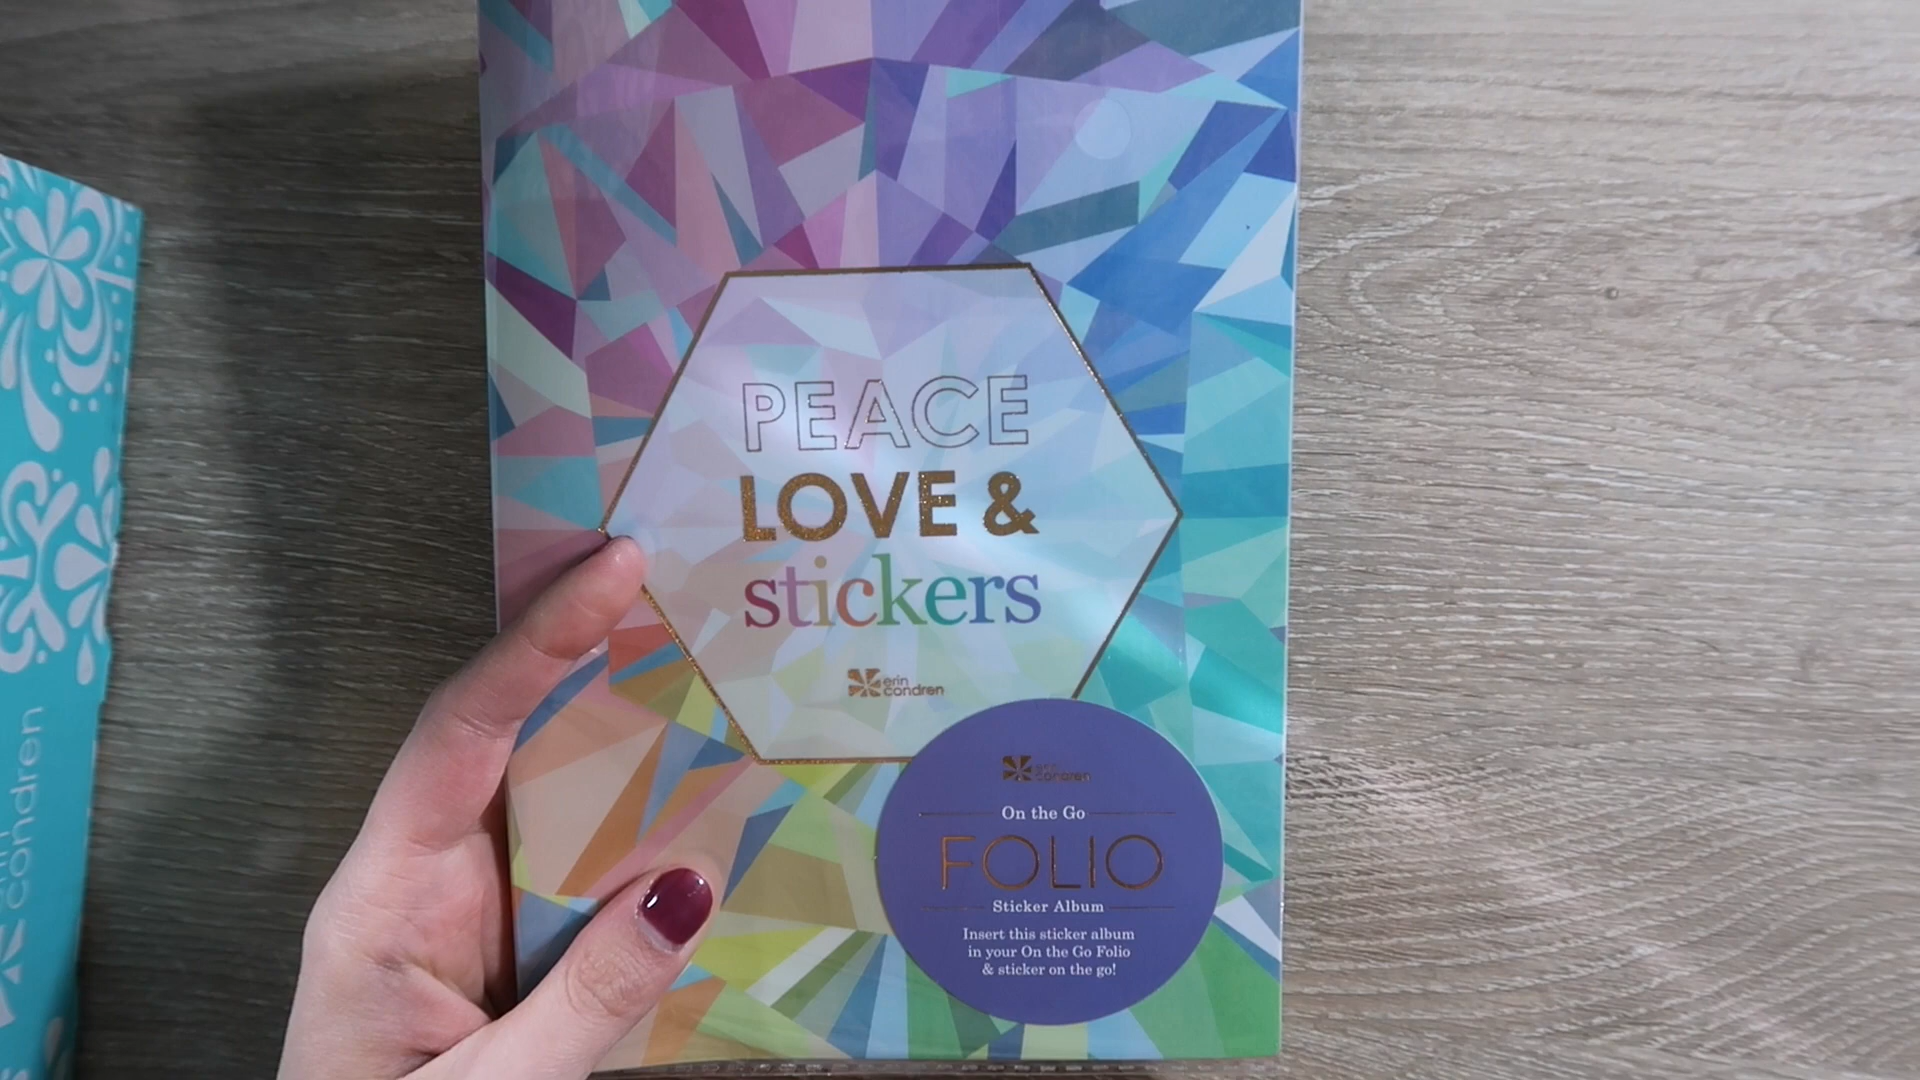 PEACE
LOVE &
stickers
erin
condren
erin
condren
On the Go
FOLIO
Sticker Album
Insert this sticker album
in your On the Go Folio
& sticker on the go!
erin
condren